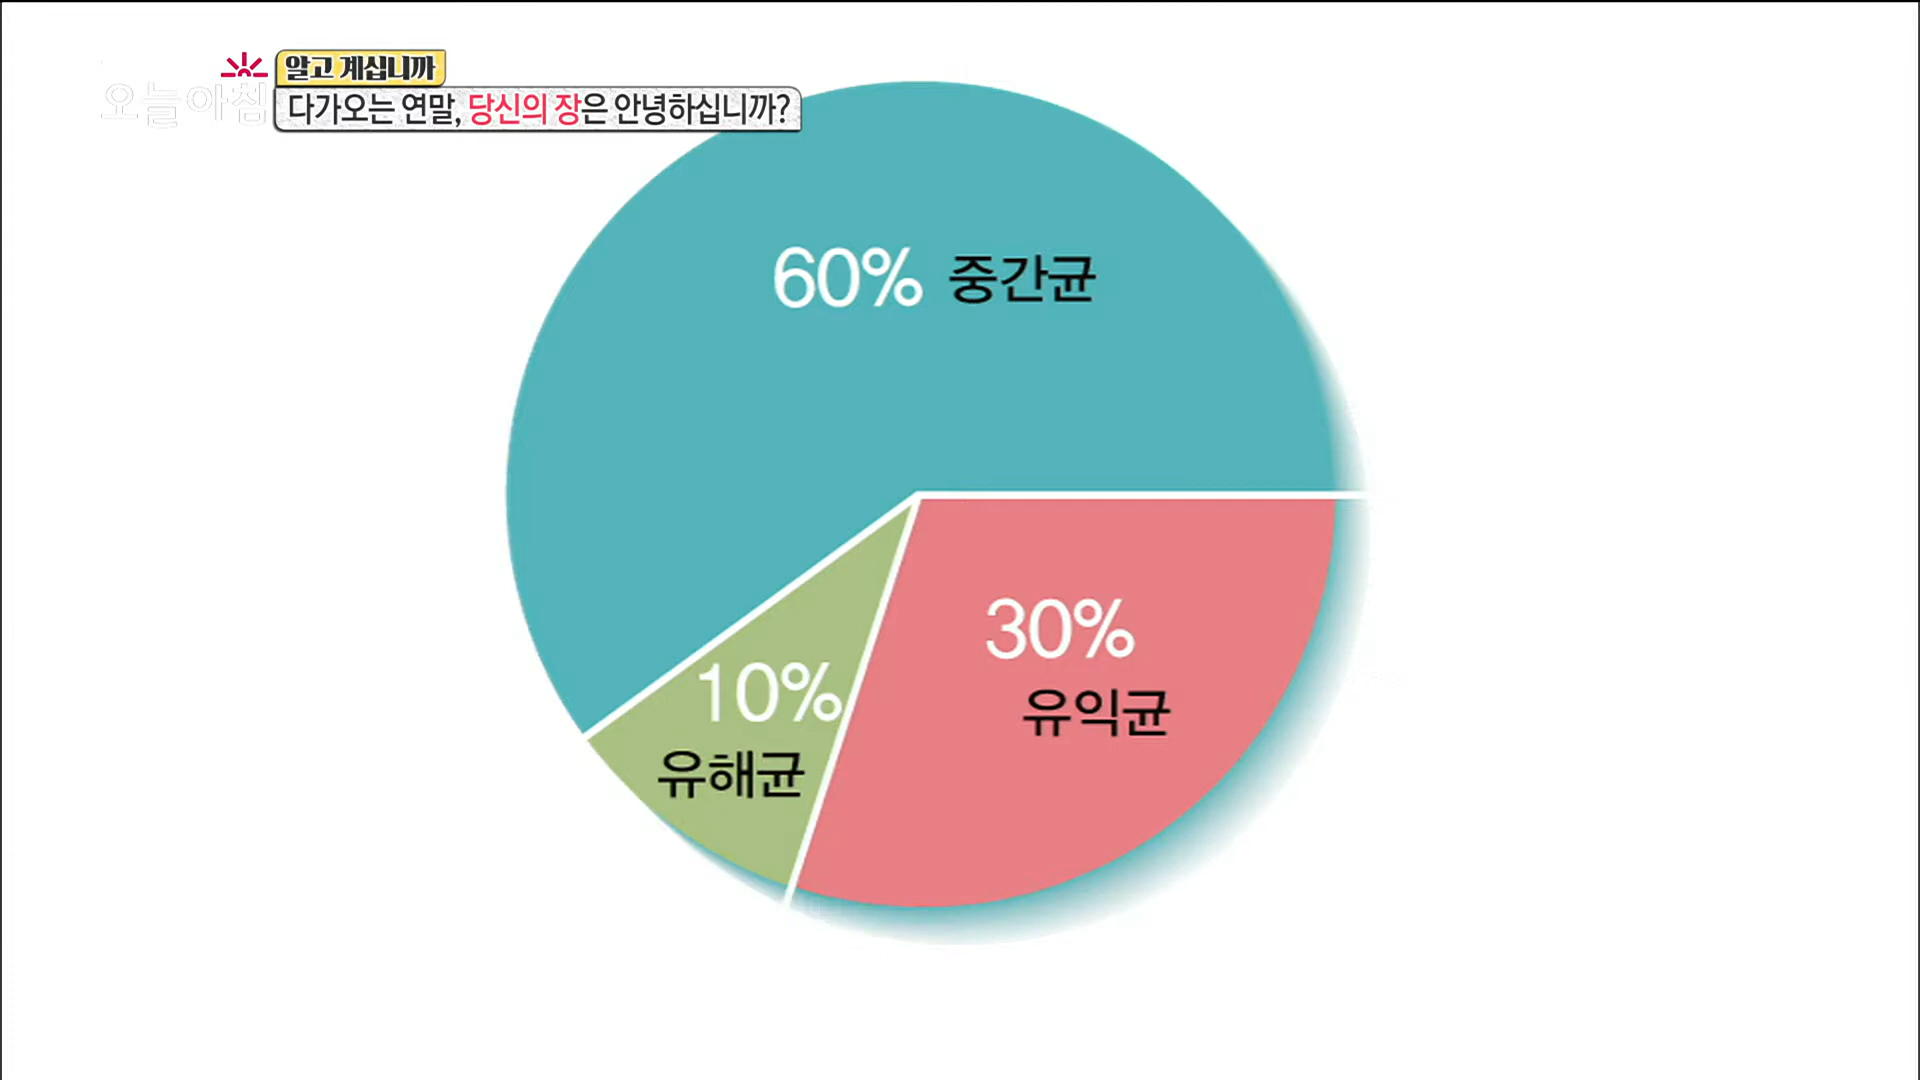 알고 계십니까
오늘아침
다가오는 연말, 당신의 장은 안녕하십니까?
60% 중간균
30%
유익균
10%
유해균